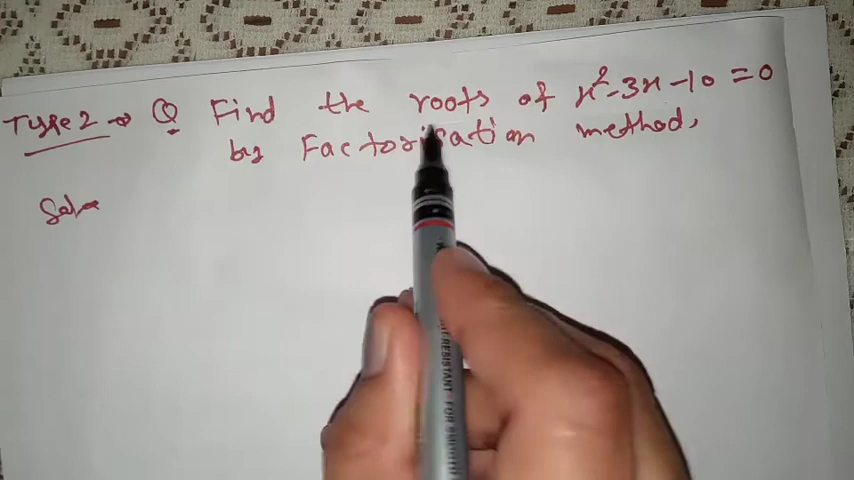 Type 2 → Q Find the roots of x² - 3x - 10 = 0
by Factorisation method,
Soln